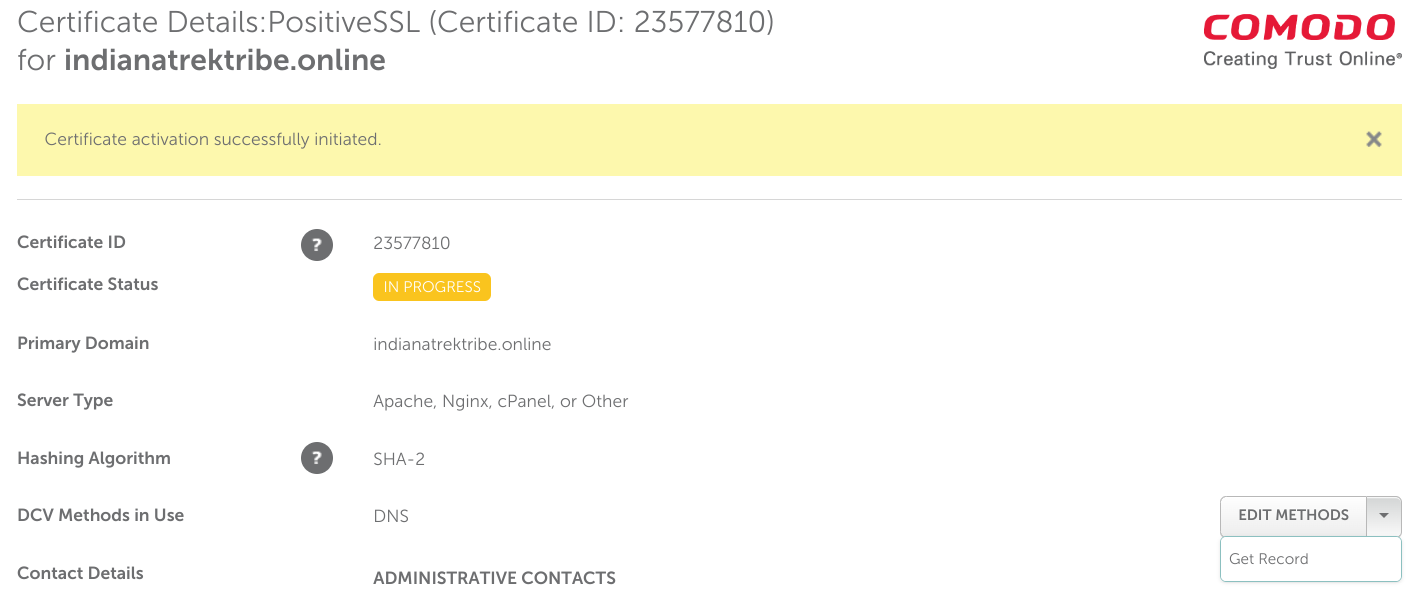 Certificate Details:PositiveSSL (Certificate ID: 23577810)
for indianatrektribe.online
COMODO
Creating Trust Online®
Certificate activation successfully initiated.
Certificate ID ? 23577810
Certificate Status IN PROGRESS
Primary Domain indianatrektribe.online
Server Type Apache, Nginx, cPanel, or Other
Hashing Algorithm ? SHA-2
DCV Methods in Use DNS EDIT METHODS
Get Record
Contact Details ADMINISTRATIVE CONTACTS